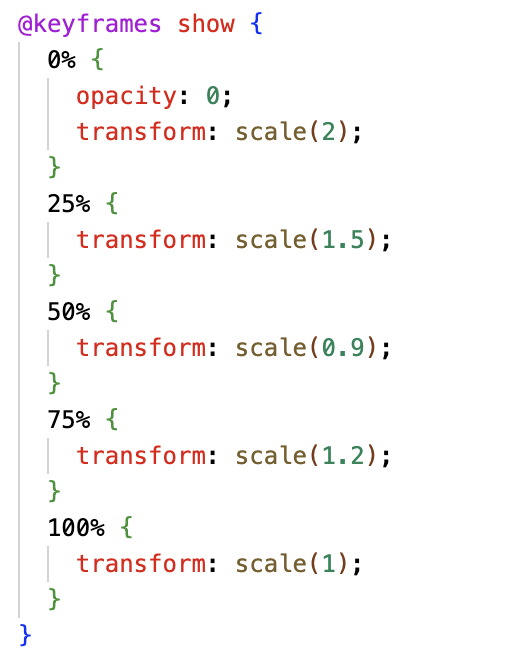 @keyframes show {
  0% {
    opacity: 0;
    transform: scale(2);
  }
  25% {
    transform: scale(1.5);
  }
  50% {
    transform: scale(0.9);
  }
  75% {
    transform: scale(1.2);
  }
  100% {
    transform: scale(1);
  }
}